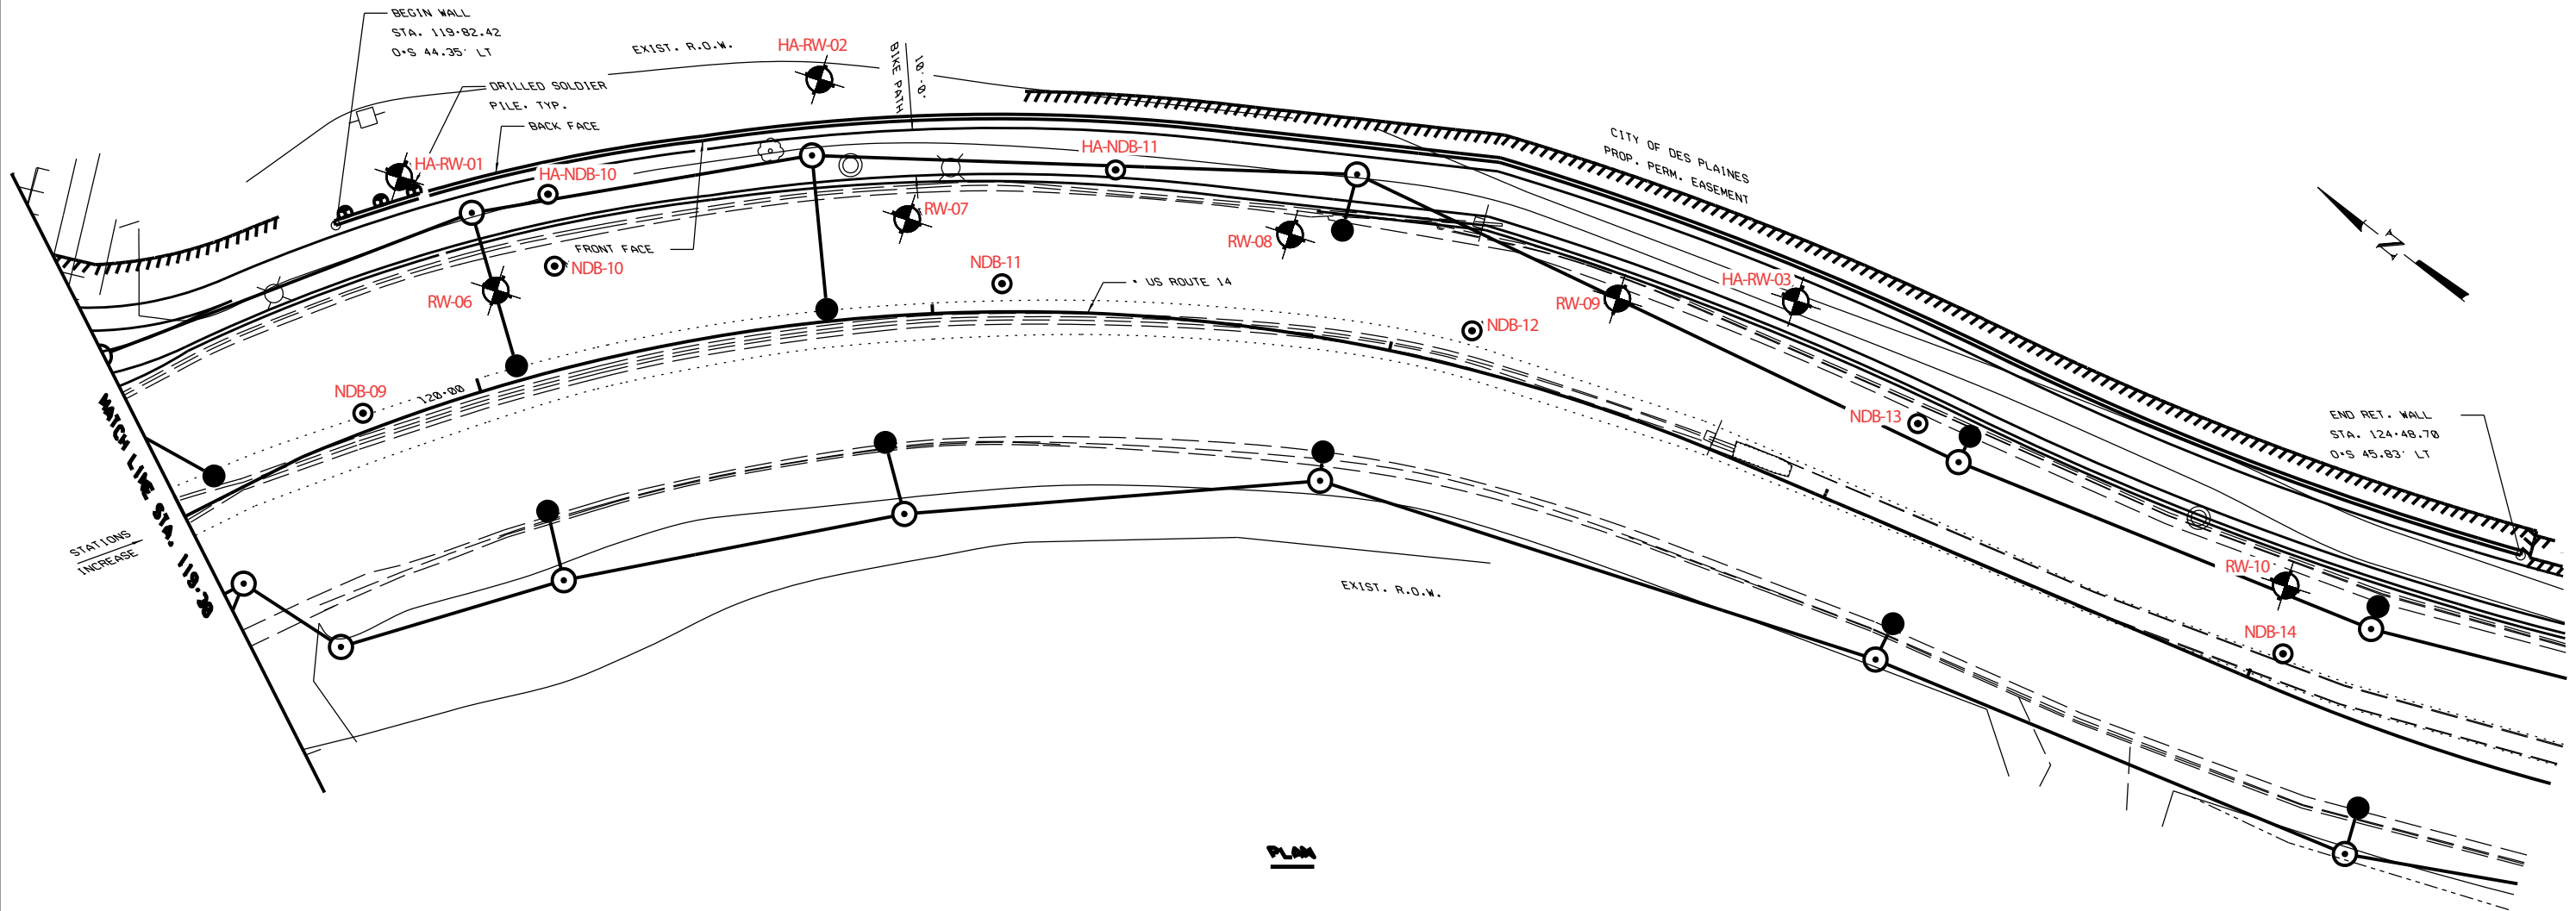 BEGIN WALL
STA. 119+82.42
O-S 44.35' LT
EXIST. R.O.W.
HA-RW-02
BIKE PATH
10'-0"
DRILLED SOLDIER
PILE, TYP.
BACK FACE
HA-RW-01
HA-NDB-10
HA-NDB-11
CITY OF DES PLAINES
PROP. PERM. EASEMENT
RW-07
RW-08
FRONT FACE
NDB-10
RW-06
NDB-11
US ROUTE 14
HA-RW-03
RW-09
N
NDB-12
NDB-09
120+00
NDB-13
END RET. WALL
STA. 124+48.70
O-S 45.83' LT
MATCH LINE STA. 119+20
STATIONS
INCREASE
EXIST. R.O.W.
RW-10
NDB-14
PLAN